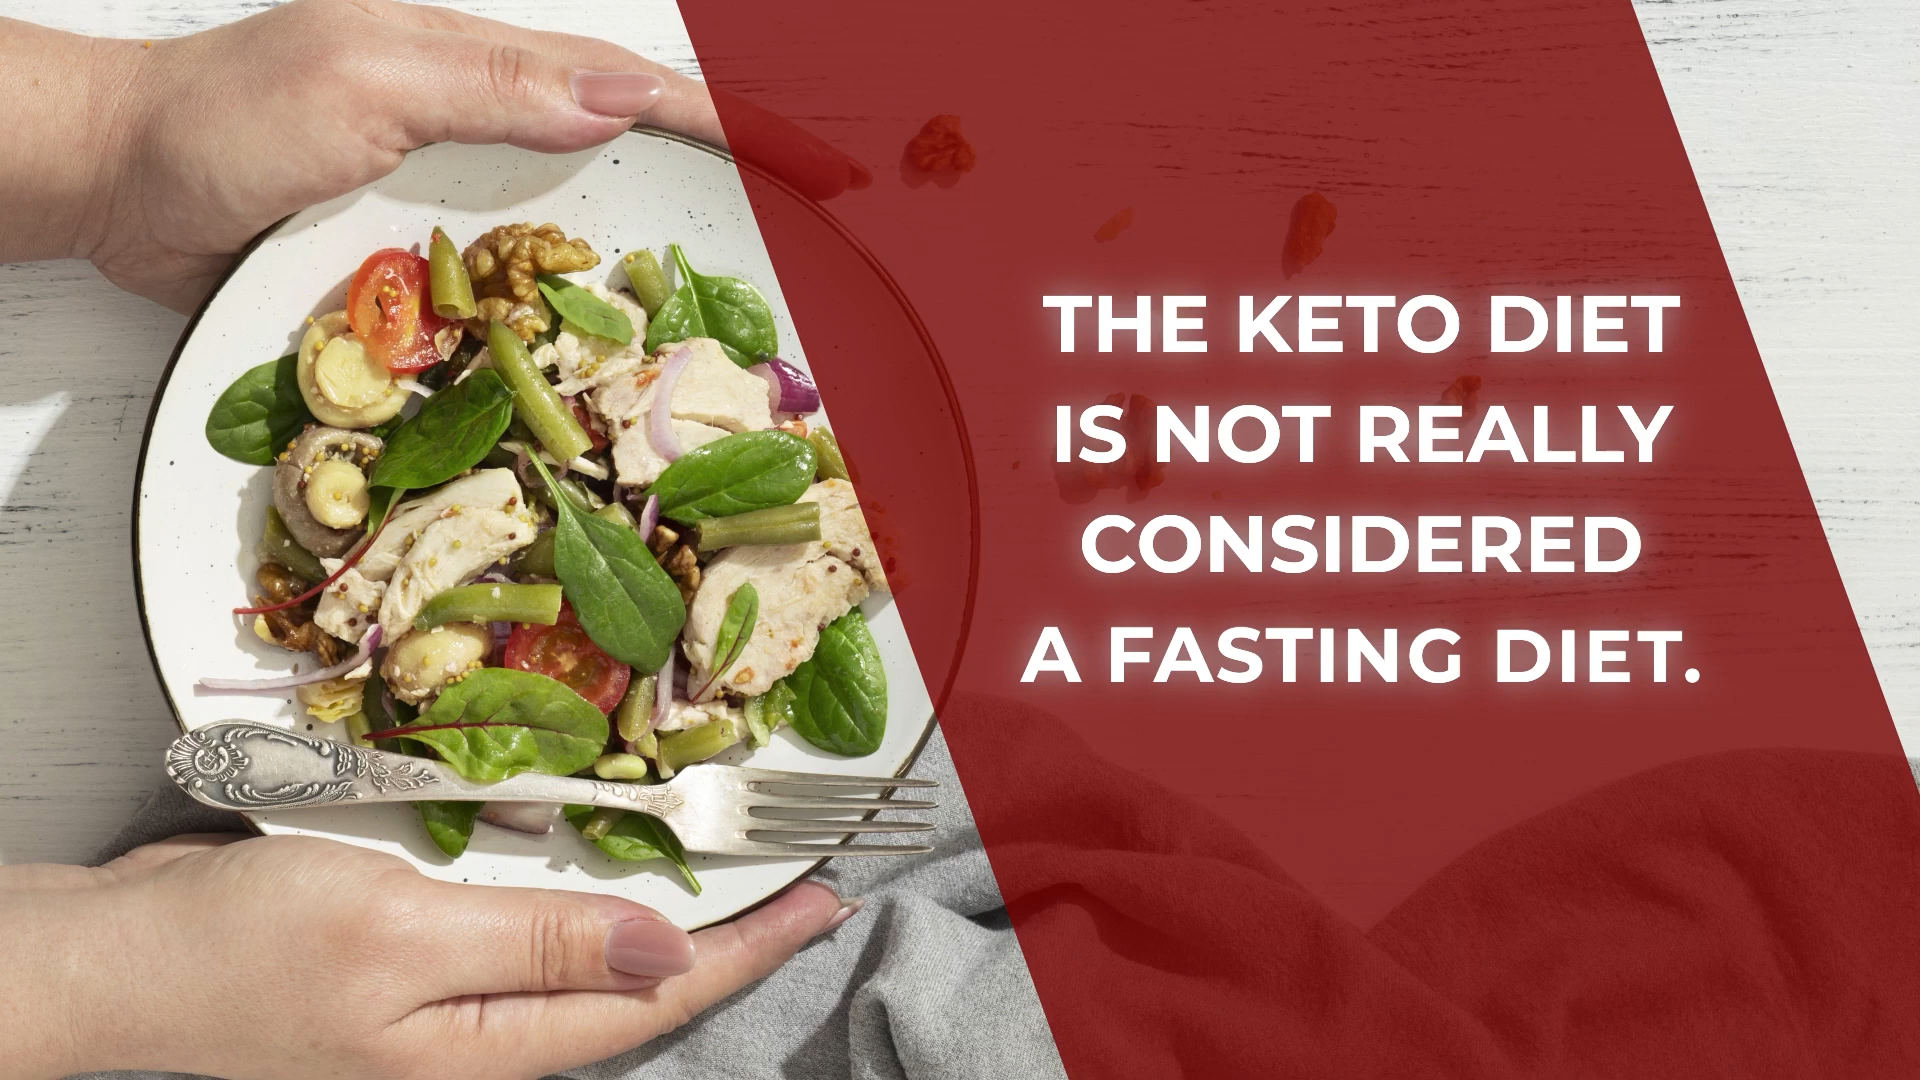 THE KETO DIET
IS NOT REALLY
CONSIDERED
A FASTING DIET.